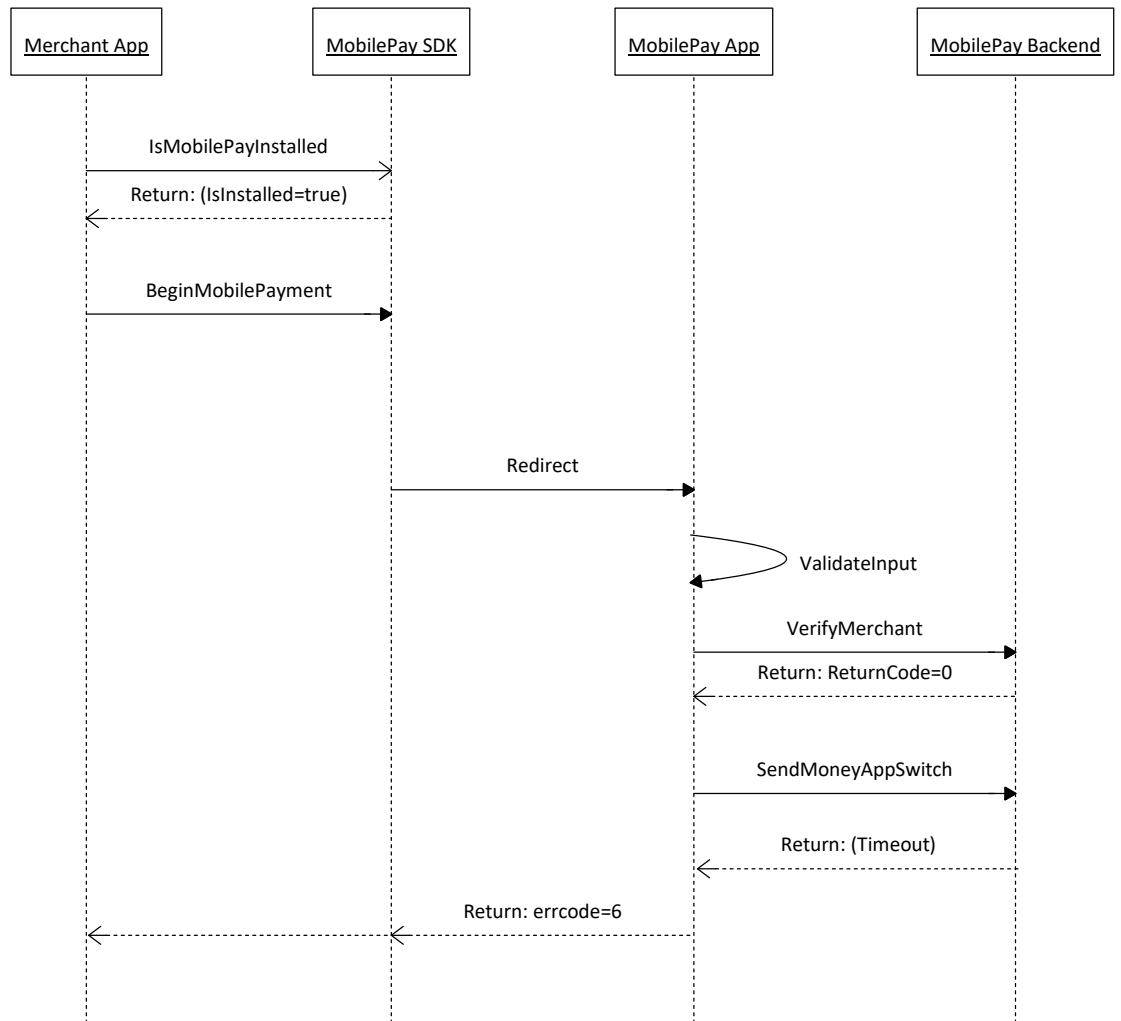 Merchant App
MobilePay SDK
MobilePay App
MobilePay Backend
IsMobilePayInstalled
Return: (IsInstalled=true)
BeginMobilePayment
Redirect
ValidateInput
VerifyMerchant
Return: ReturnCode=0
SendMoneyAppSwitch
Return: (Timeout)
Return: errcode=6